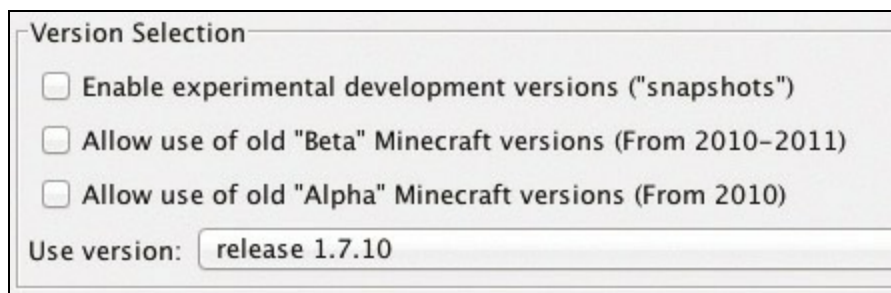 Version Selection
Enable experimental development versions ("snapshots")
Allow use of old "Beta" Minecraft versions (From 2010-2011)
Allow use of old "Alpha" Minecraft versions (From 2010)
Use version: release 1.7.10